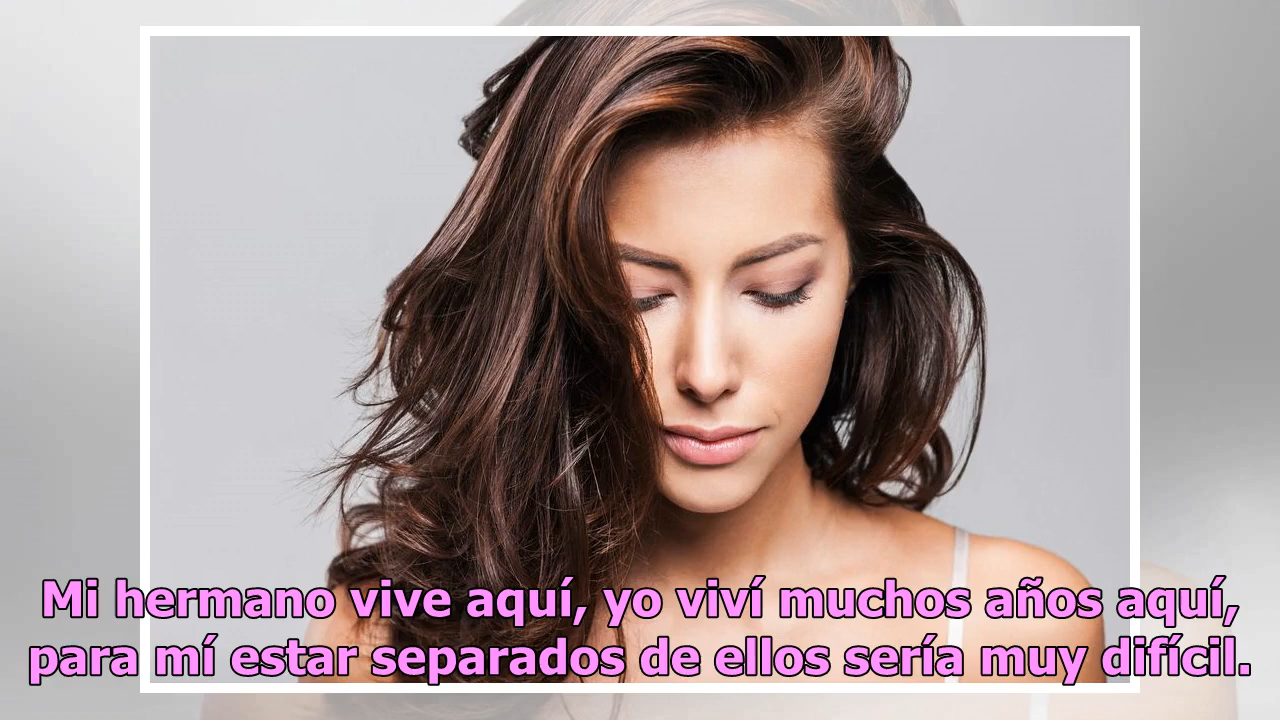 Mi hermano vive aquí, yo viví muchos años aquí,
para mí estar separados de ellos sería muy difícil.